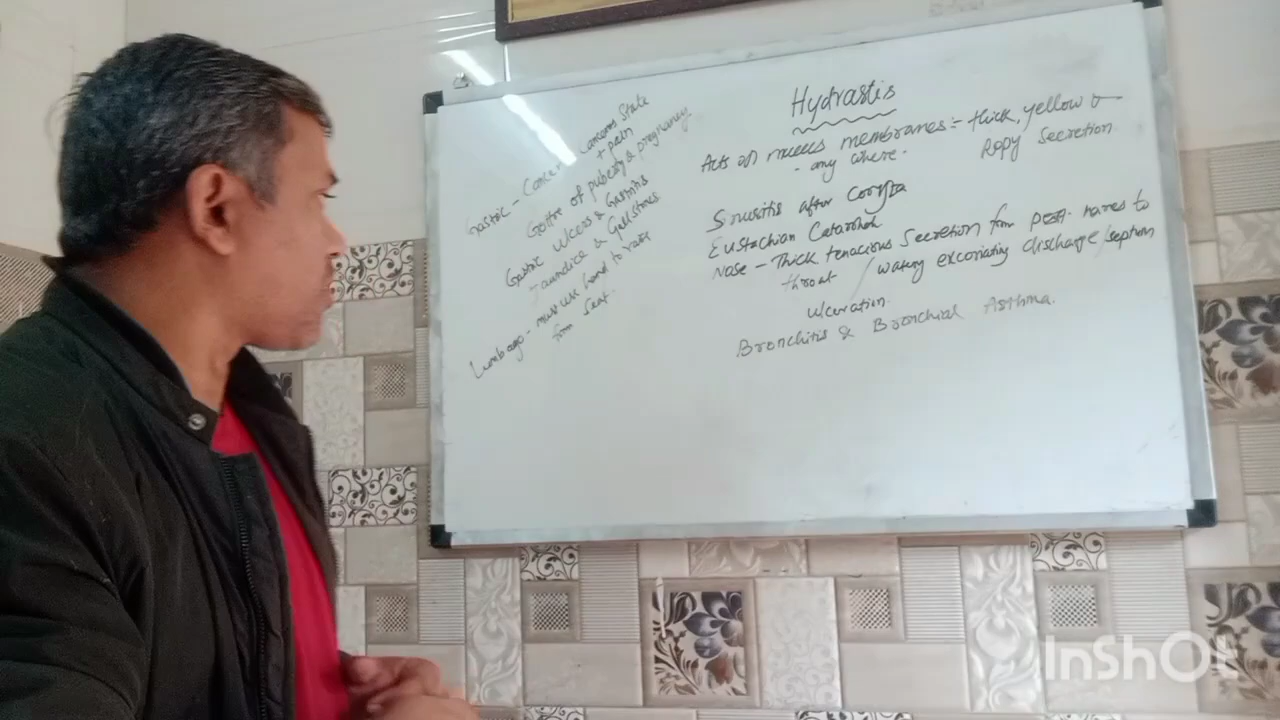 Hydrastis
Acts on mucus membranes:- thick, yellow &
- any where. Ropy Secretion
Sinusitis after Coryza
Eustachian Catarrhal
Nose - Thick tenacious Secretion from post. nares to
throat / watery excoriating discharge/septum
ulceration.
Bronchitis & Bronchial Asthma.
Gastric - Cancer Cancerous State
+ pain
Goitre of puberty & pregnancy.
Gastric ulcers & Gastritis
Jaundice & Gallstones
Lumbago - must use hand to raise
from seat.
InShOt